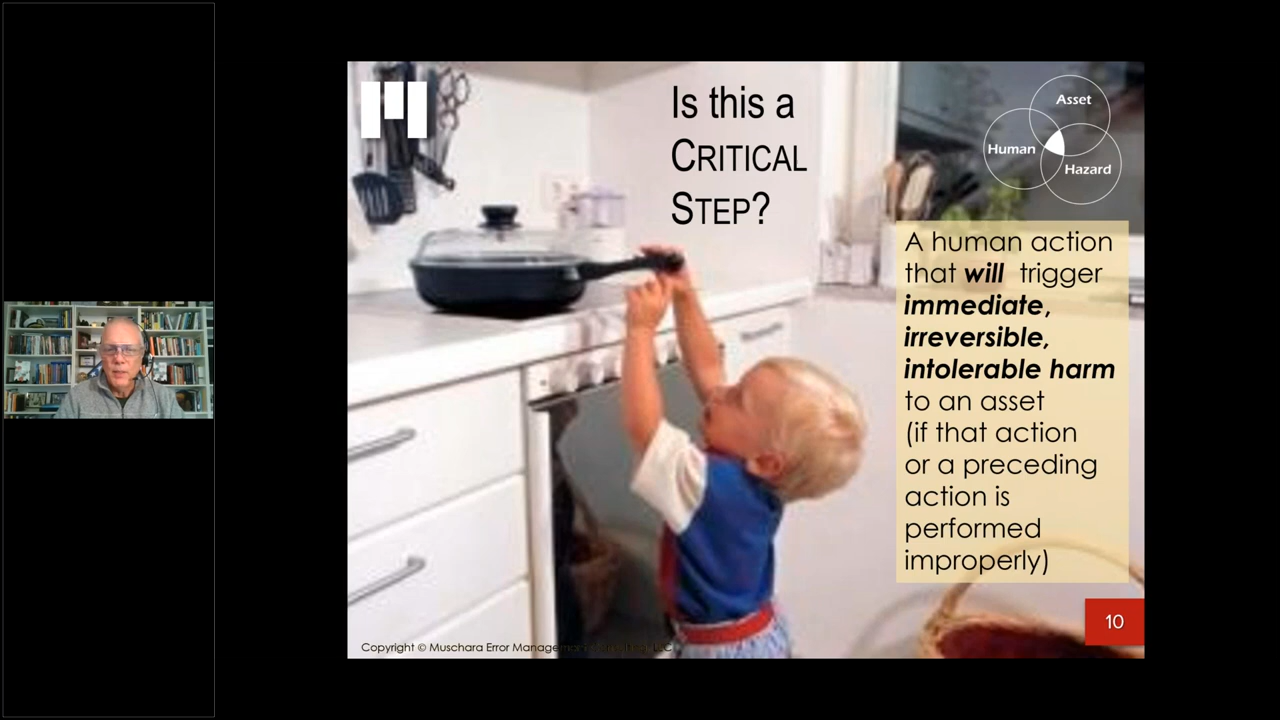 Is this a
CRITICAL
STEP?
Asset
Human
Hazard
A human action
that will trigger
immediate,
irreversible,
intolerable harm
to an asset
(if that action
or a preceding
action is
performed
improperly)
10
Copyright © Muschara Error Management LLC